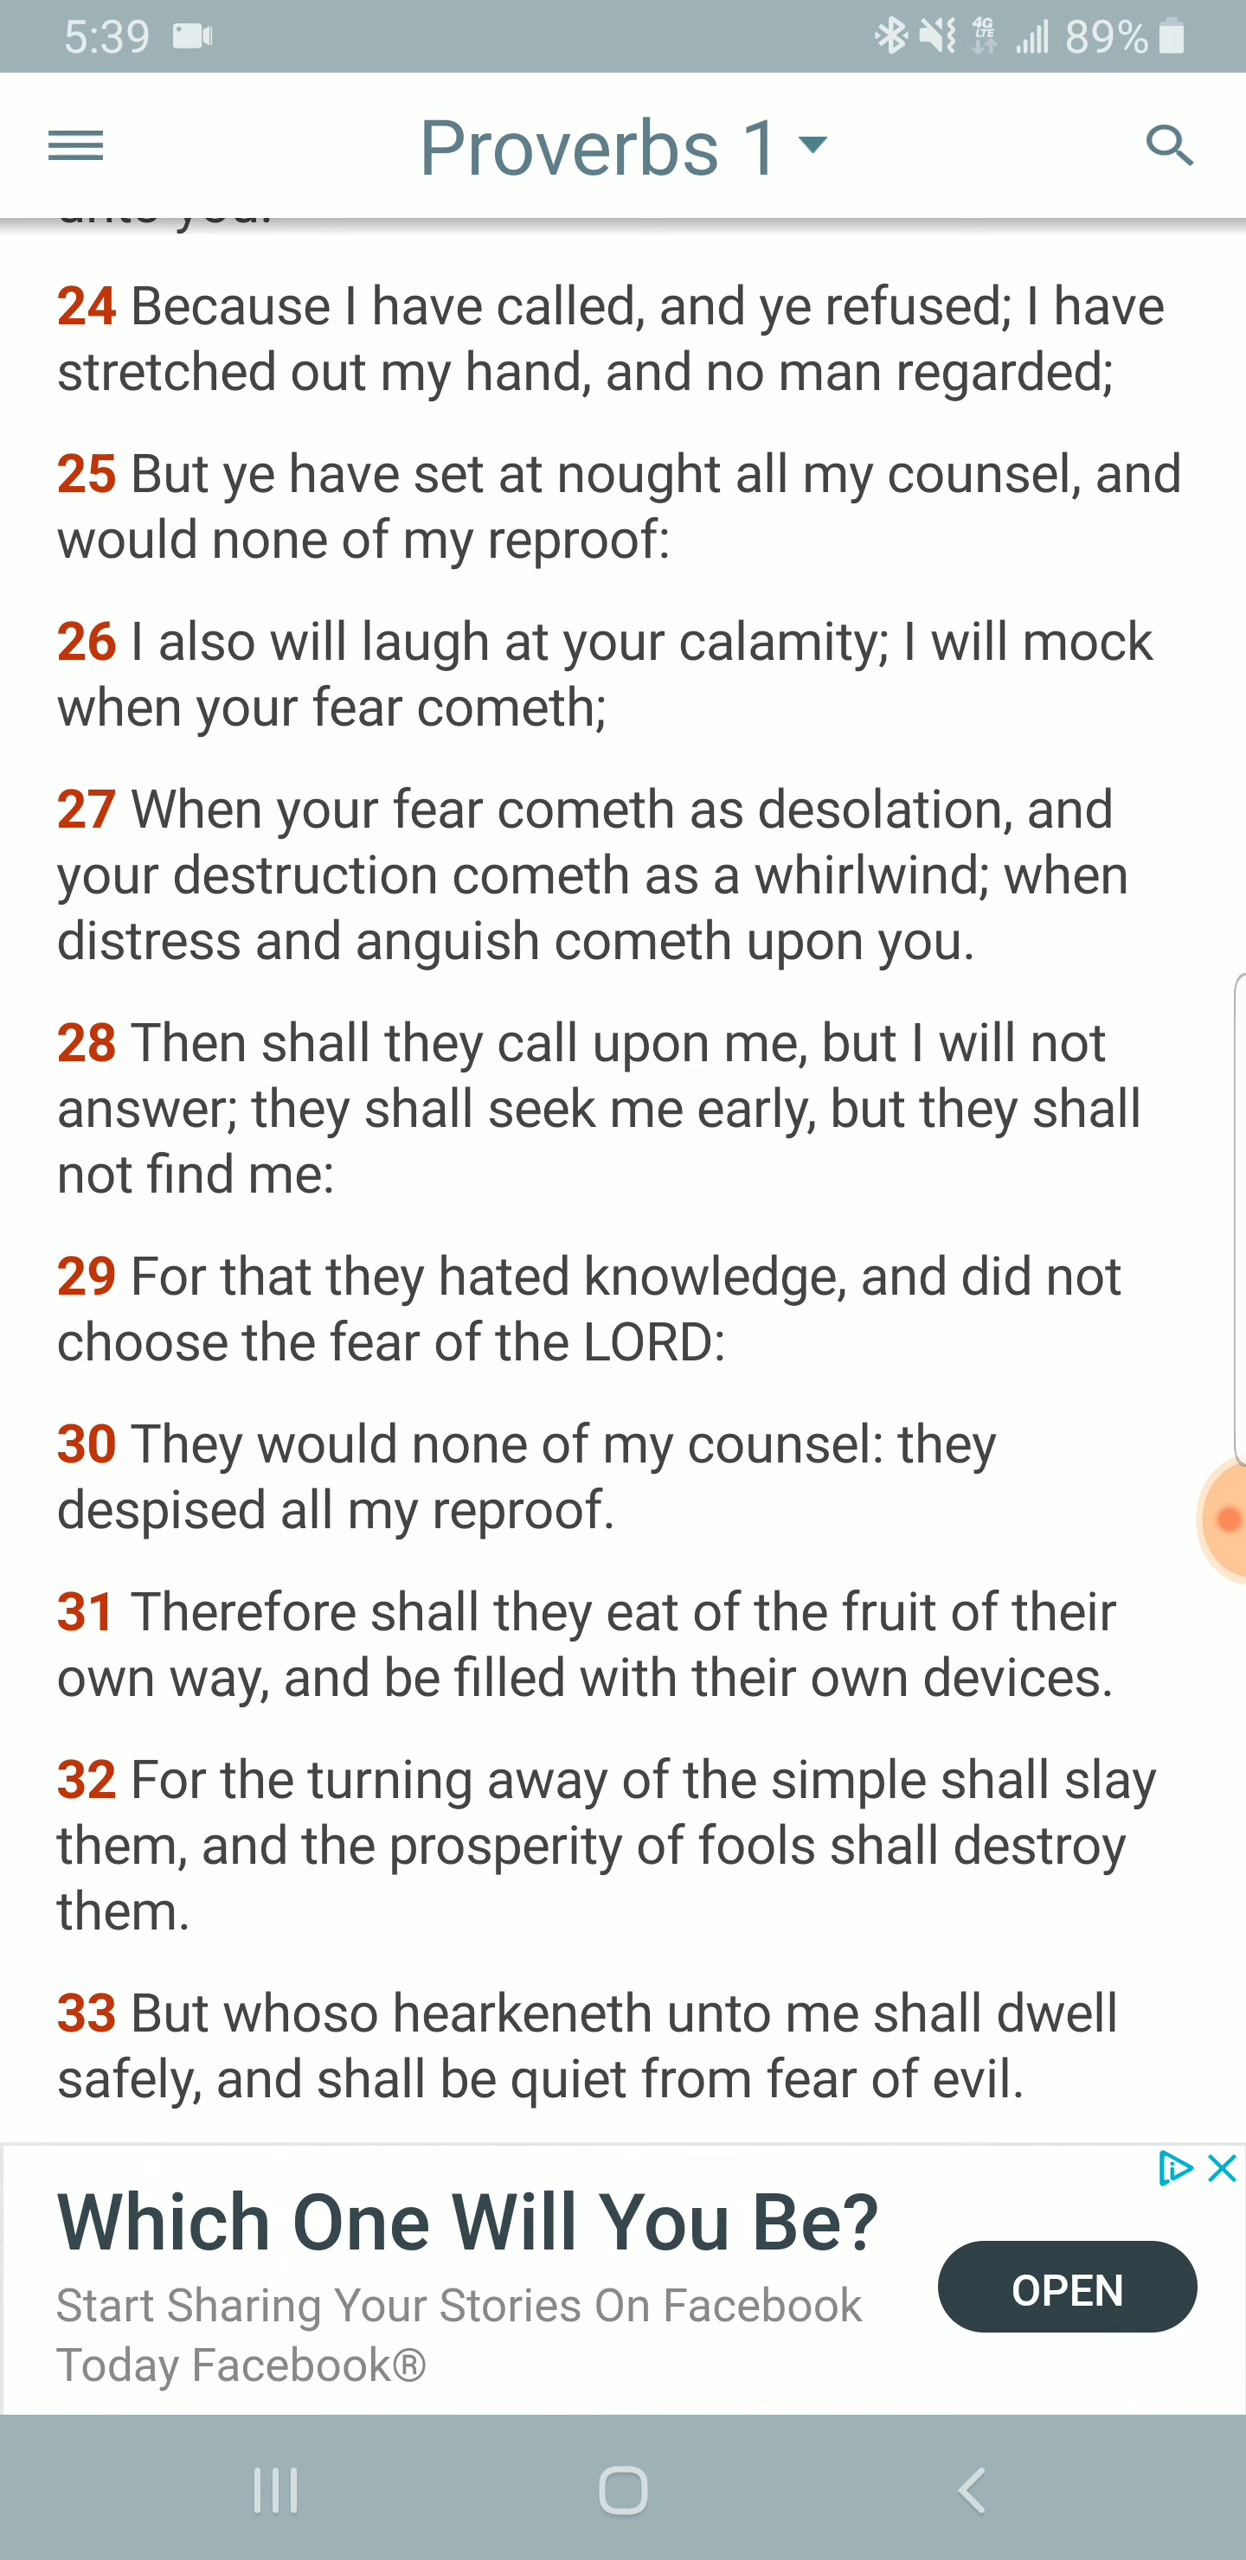 5:39
4G
LTE
89%
Proverbs 1
unto you.
24 Because I have called, and ye refused; I have
stretched out my hand, and no man regarded;
25 But ye have set at nought all my counsel, and
would none of my reproof:
26 I also will laugh at your calamity; I will mock
when your fear cometh;
27 When your fear cometh as desolation, and
your destruction cometh as a whirlwind; when
distress and anguish cometh upon you.
28 Then shall they call upon me, but I will not
answer; they shall seek me early, but they shall
not find me:
29 For that they hated knowledge, and did not
choose the fear of the LORD:
30 They would none of my counsel: they
despised all my reproof.
31 Therefore shall they eat of the fruit of their
own way, and be filled with their own devices.
32 For the turning away of the simple shall slay
them, and the prosperity of fools shall destroy
them.
33 But whoso hearkeneth unto me shall dwell
safely, and shall be quiet from fear of evil.
Which One Will You Be?
Start Sharing Your Stories On Facebook
Today Facebook®
OPEN